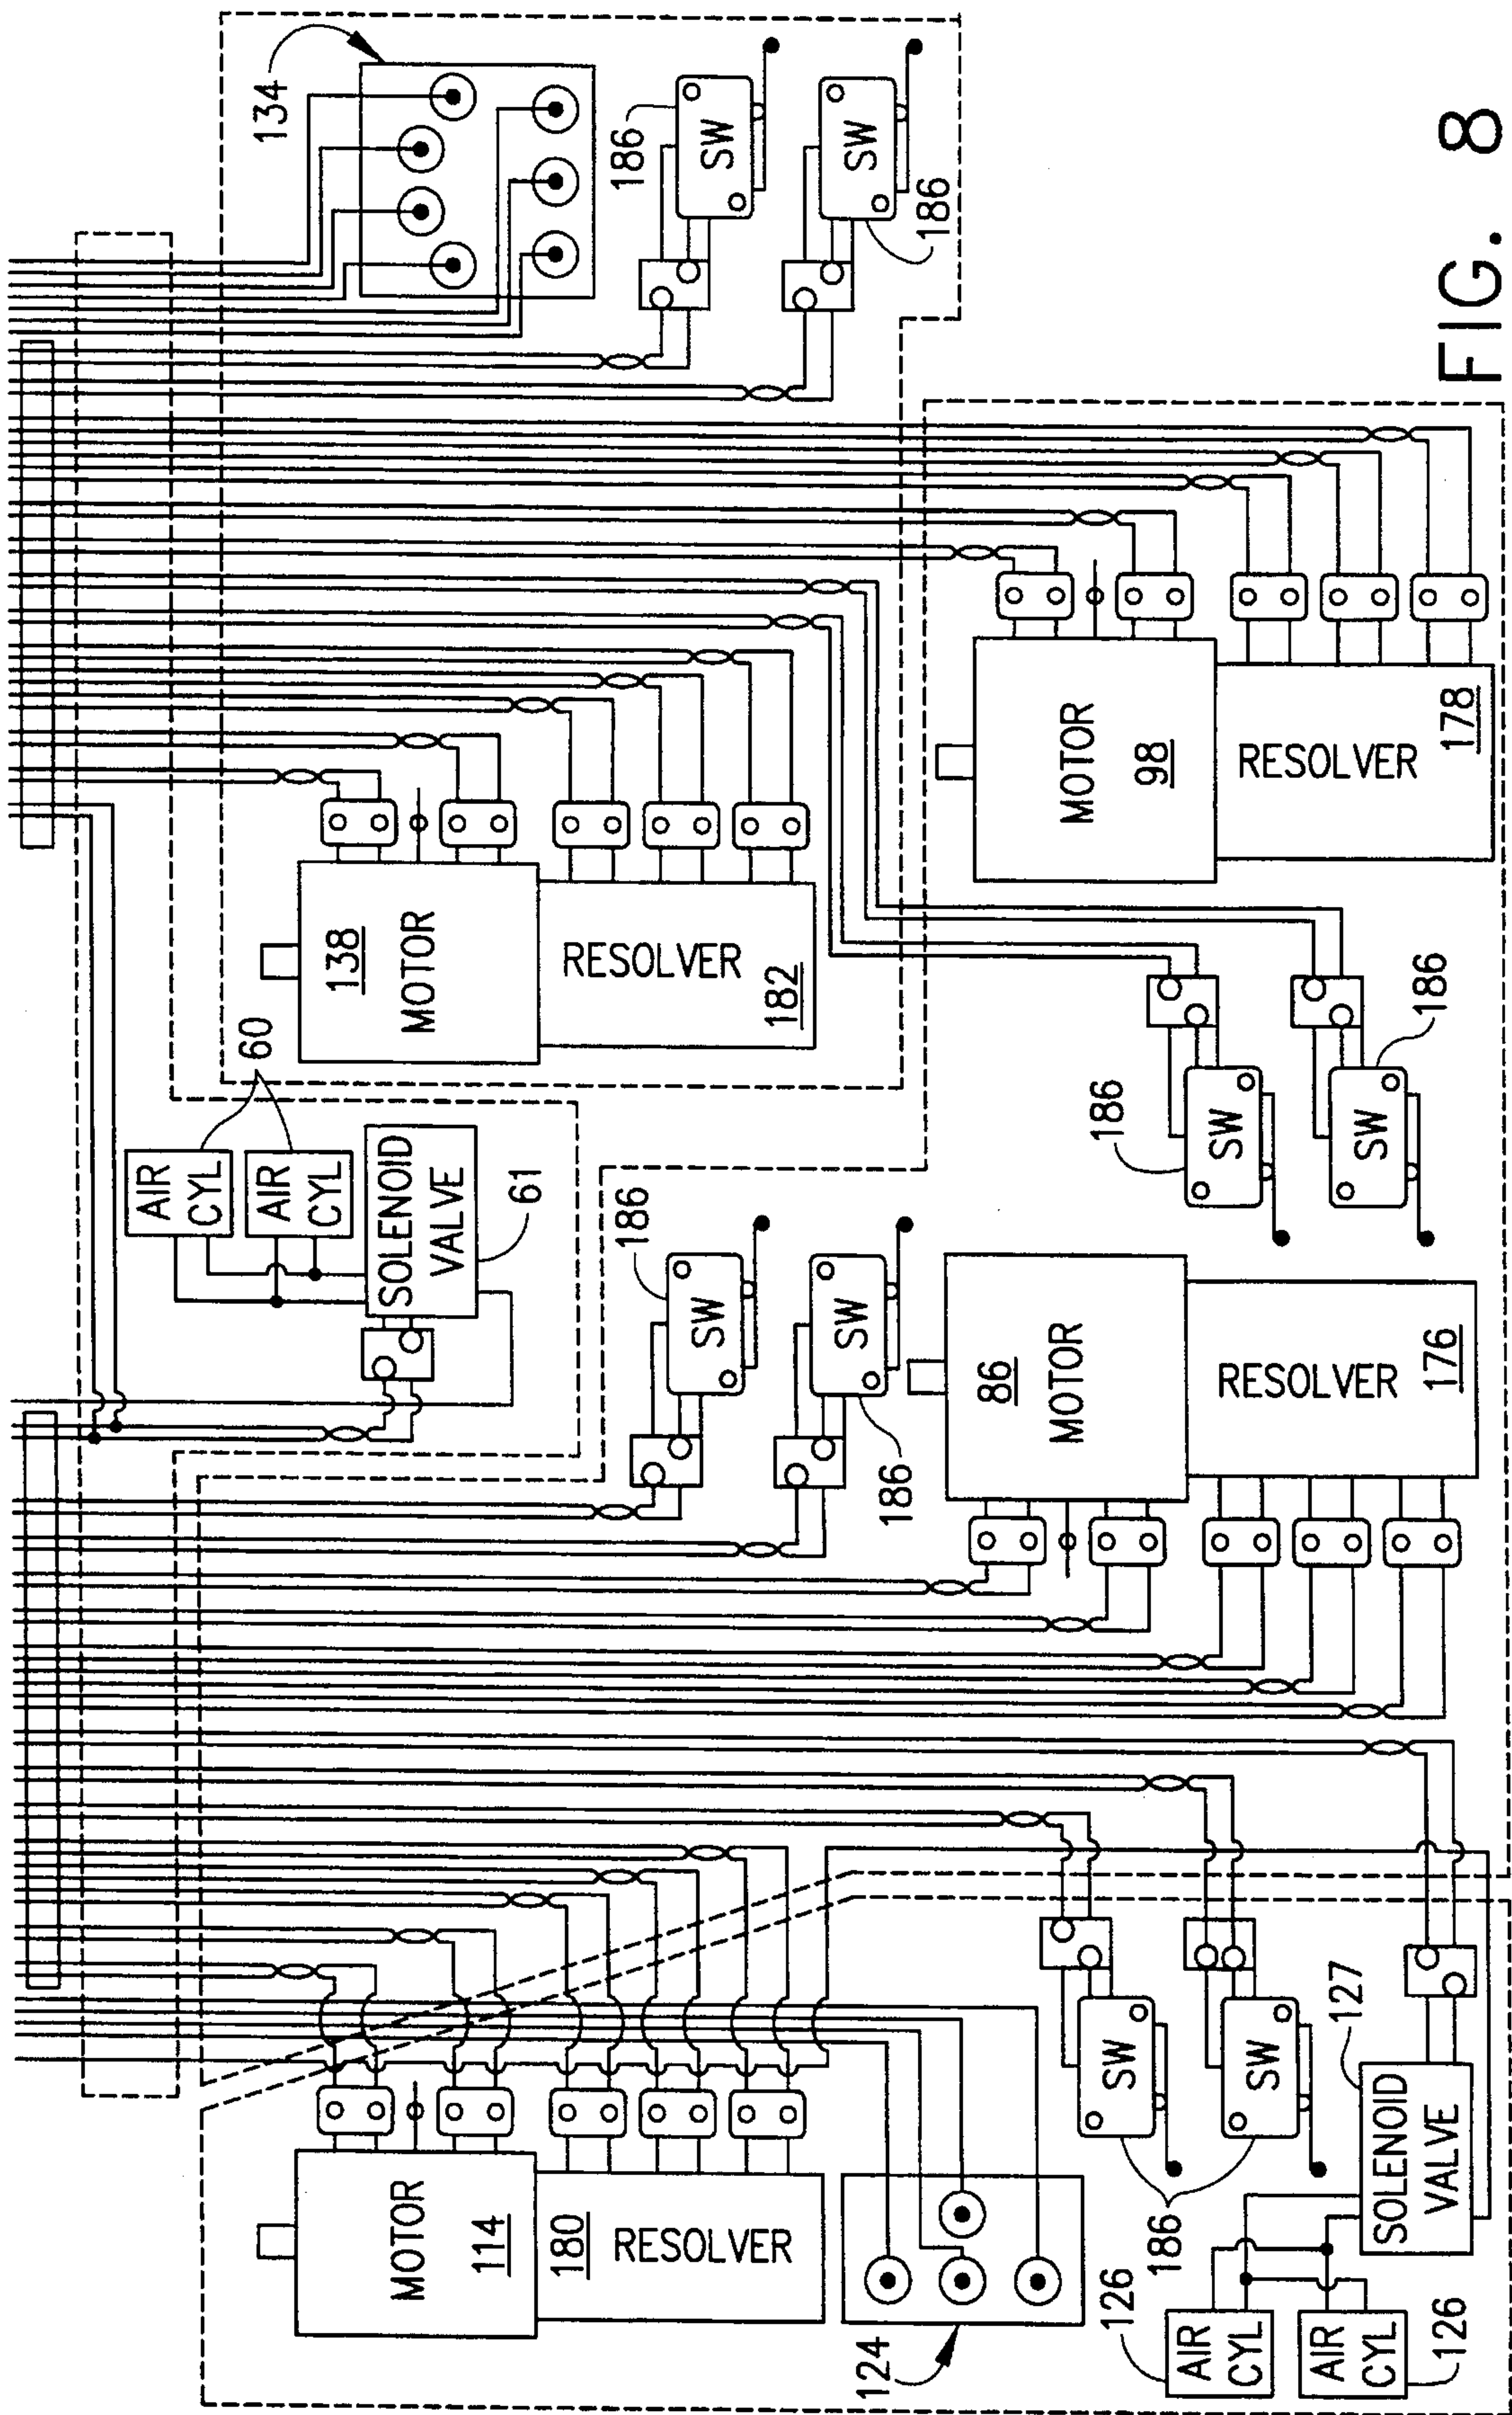 MOTOR
114
180
RESOLVER
124
126
AIR
CYL
AIR
CYL
126
186
SW
SW
127
SOLENOID
VALVE
AIR
CYL
60
AIR
CYL
SOLENOID
VALVE
61
186
SW
SW
186
86
MOTOR
RESOLVER
176
138
MOTOR
RESOLVER
182
134
186
SW
SW
186
186
SW
SW
186
MOTOR
98
RESOLVER
178
FIG. 8